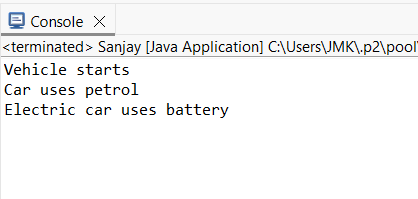 Console
<terminated> Sanjay [Java Application] C:\Users\JMK\.p2\pool\
Vehicle starts
Car uses petrol
Electric car uses battery